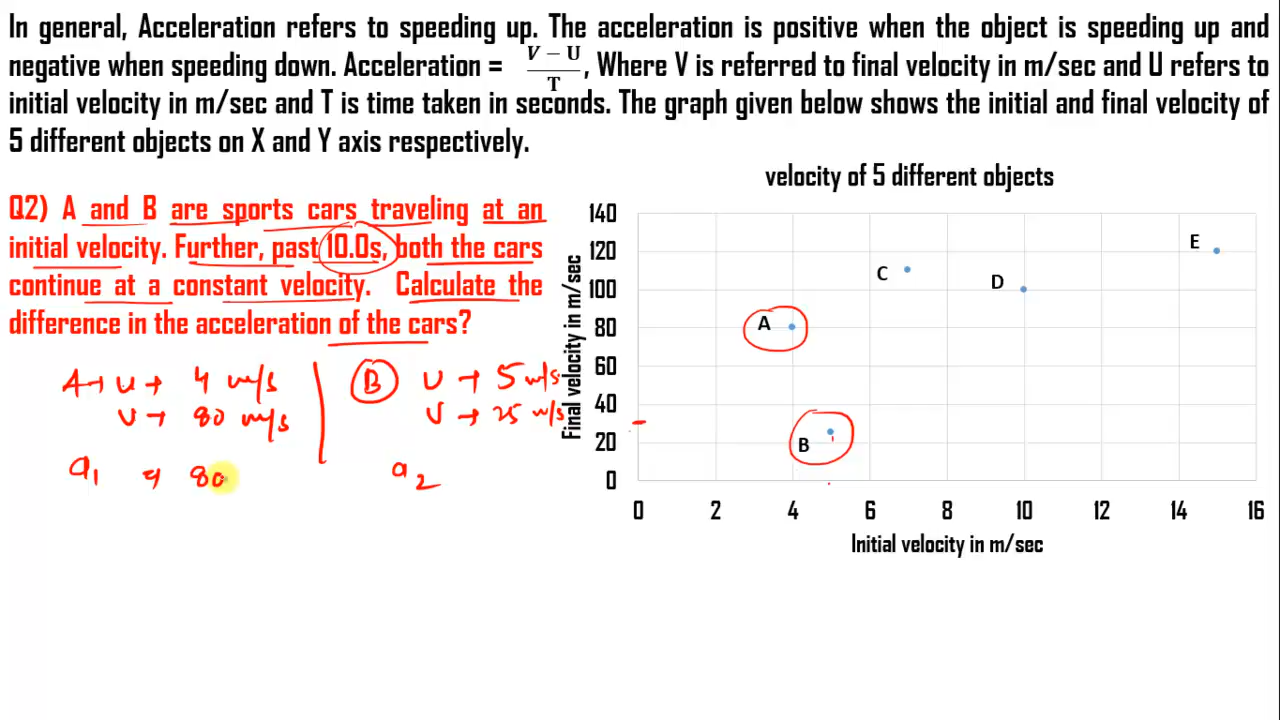 In general, Acceleration refers to speeding up. The acceleration is positive when the object is speeding up and
negative when speeding down. Acceleration = V – U / T, Where V is referred to final velocity in m/sec and U refers to
initial velocity in m/sec and T is time taken in seconds. The graph given below shows the initial and final velocity of
5 different objects on X and Y axis respectively.
Q2) A and B are sports cars traveling at an
initial velocity. Further, past 10.0s, both the cars
continue at a constant velocity. Calculate the
difference in the acceleration of the cars?
A → U → 4 m/s
V → 80 m/s
a1 = 80
B U → 5 m/s
V → 25 m/s
a2
velocity of 5 different objects
Final velocity in m/sec
140
120
100
80
60
40
20
0
E
C
D
A
B
0 2 4 6 8 10 12 14 16
Initial velocity in m/sec